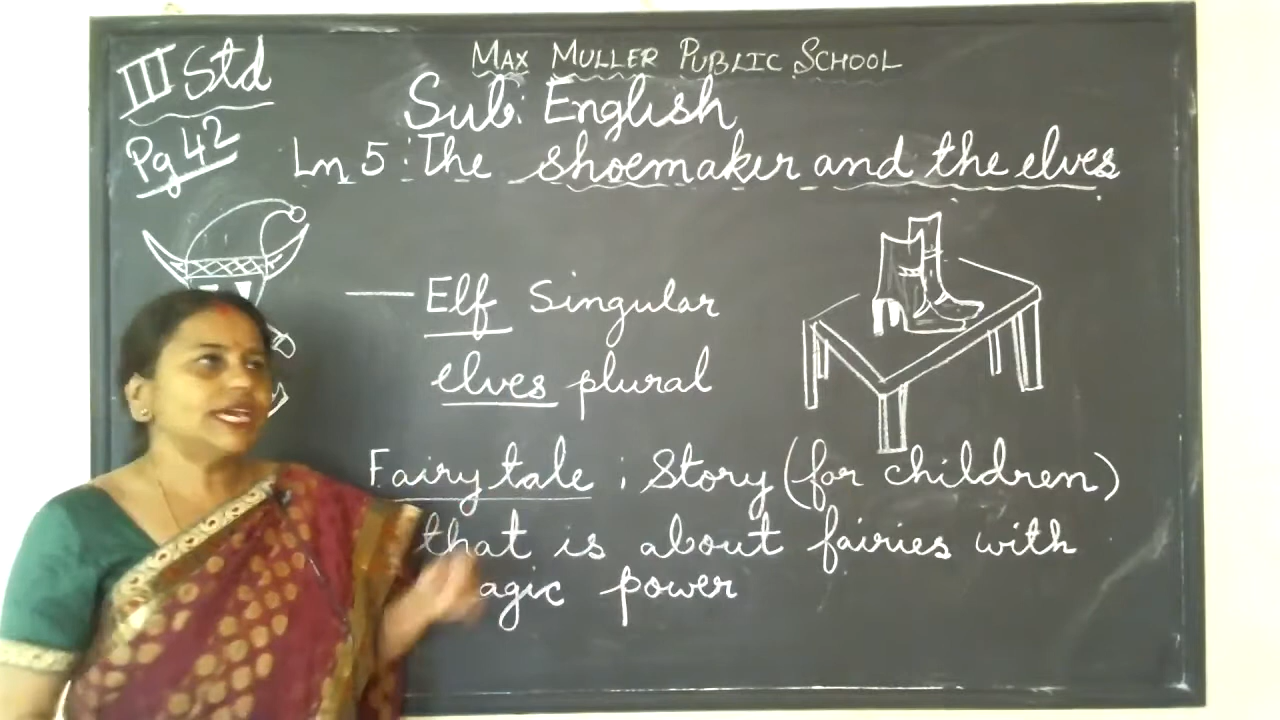 III Std
MAX MULLER PUBLIC SCHOOL
Sub: English
Pg 42
Ln 5: The shoemaker and the elves
— Elf Singular
elves plural
Fairy tale ; Story (for children)
that is about fairies with
agic power